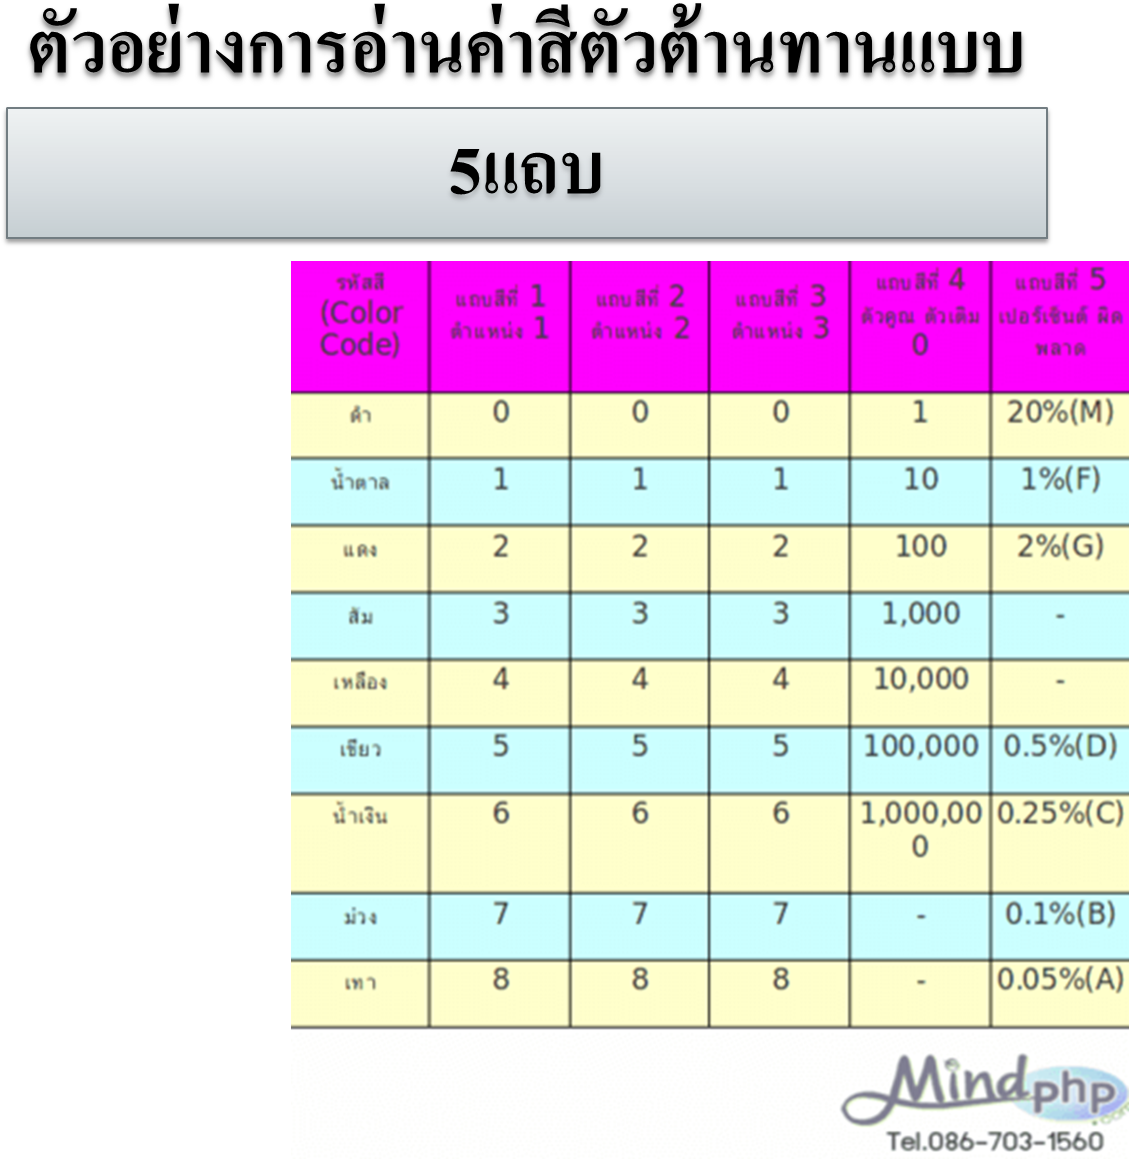 ตัวอย่างการอ่านค่าสีตัวต้านทานแบบ
5แถบ
รหัสสี (Color Code) แถบสีที่ 1 ตำแหน่ง 1 แถบสีที่ 2 ตำแหน่ง 2 แถบสีที่ 3 ตำแหน่ง 3 แถบสีที่ 4 ตัวคูณ ตัวเติม 0 แถบสีที่ 5 เปอร์เซ็นต์ ผิดพลาด
ดำ 0 0 0 1 20%(M)
น้ำตาล 1 1 1 10 1%(F)
แดง 2 2 2 100 2%(G)
ส้ม 3 3 3 1,000 -
เหลือง 4 4 4 10,000 -
เขียว 5 5 5 100,000 0.5%(D)
น้ำเงิน 6 6 6 1,000,000 0.25%(C)
ม่วง 7 7 7 - 0.1%(B)
เทา 8 8 8 - 0.05%(A)
Mindphp.com
Tel.086-703-1560